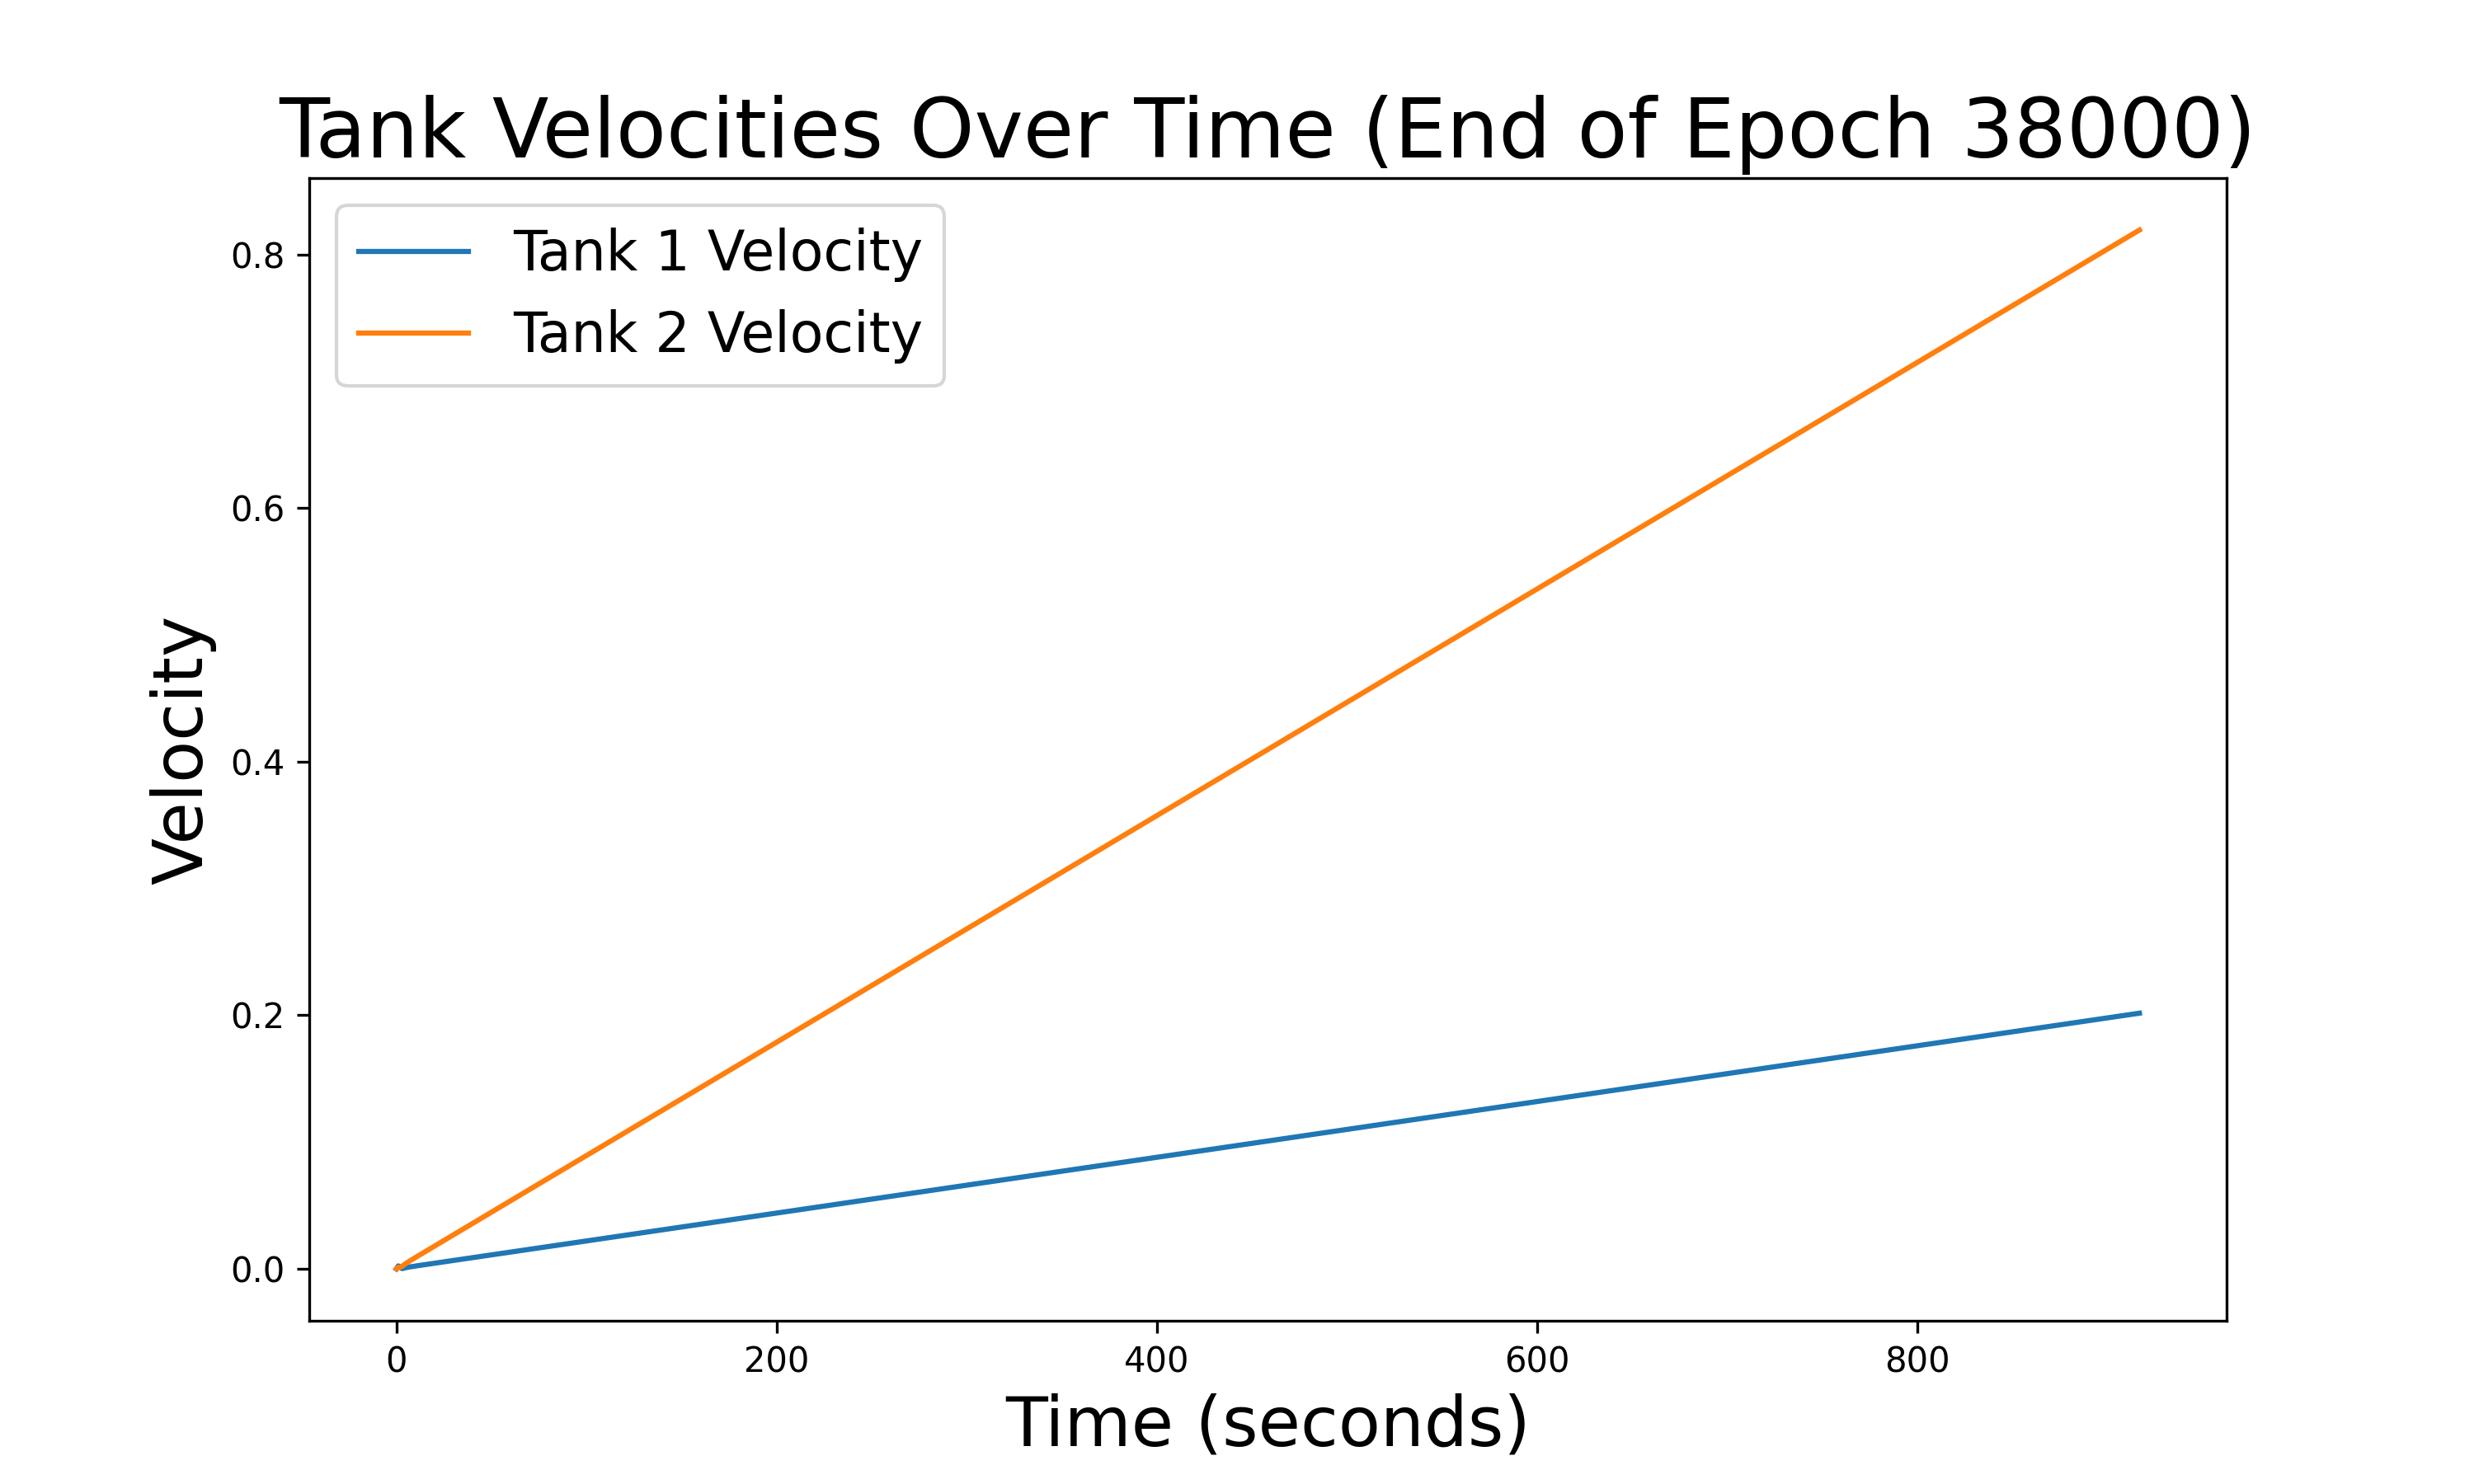 Tank Velocities Over Time (End of Epoch 38000)
Tank 1 Velocity
Tank 2 Velocity
Velocity
0.8
0.6
0.4
0.2
0.0
0 200 400 600 800
Time (seconds)